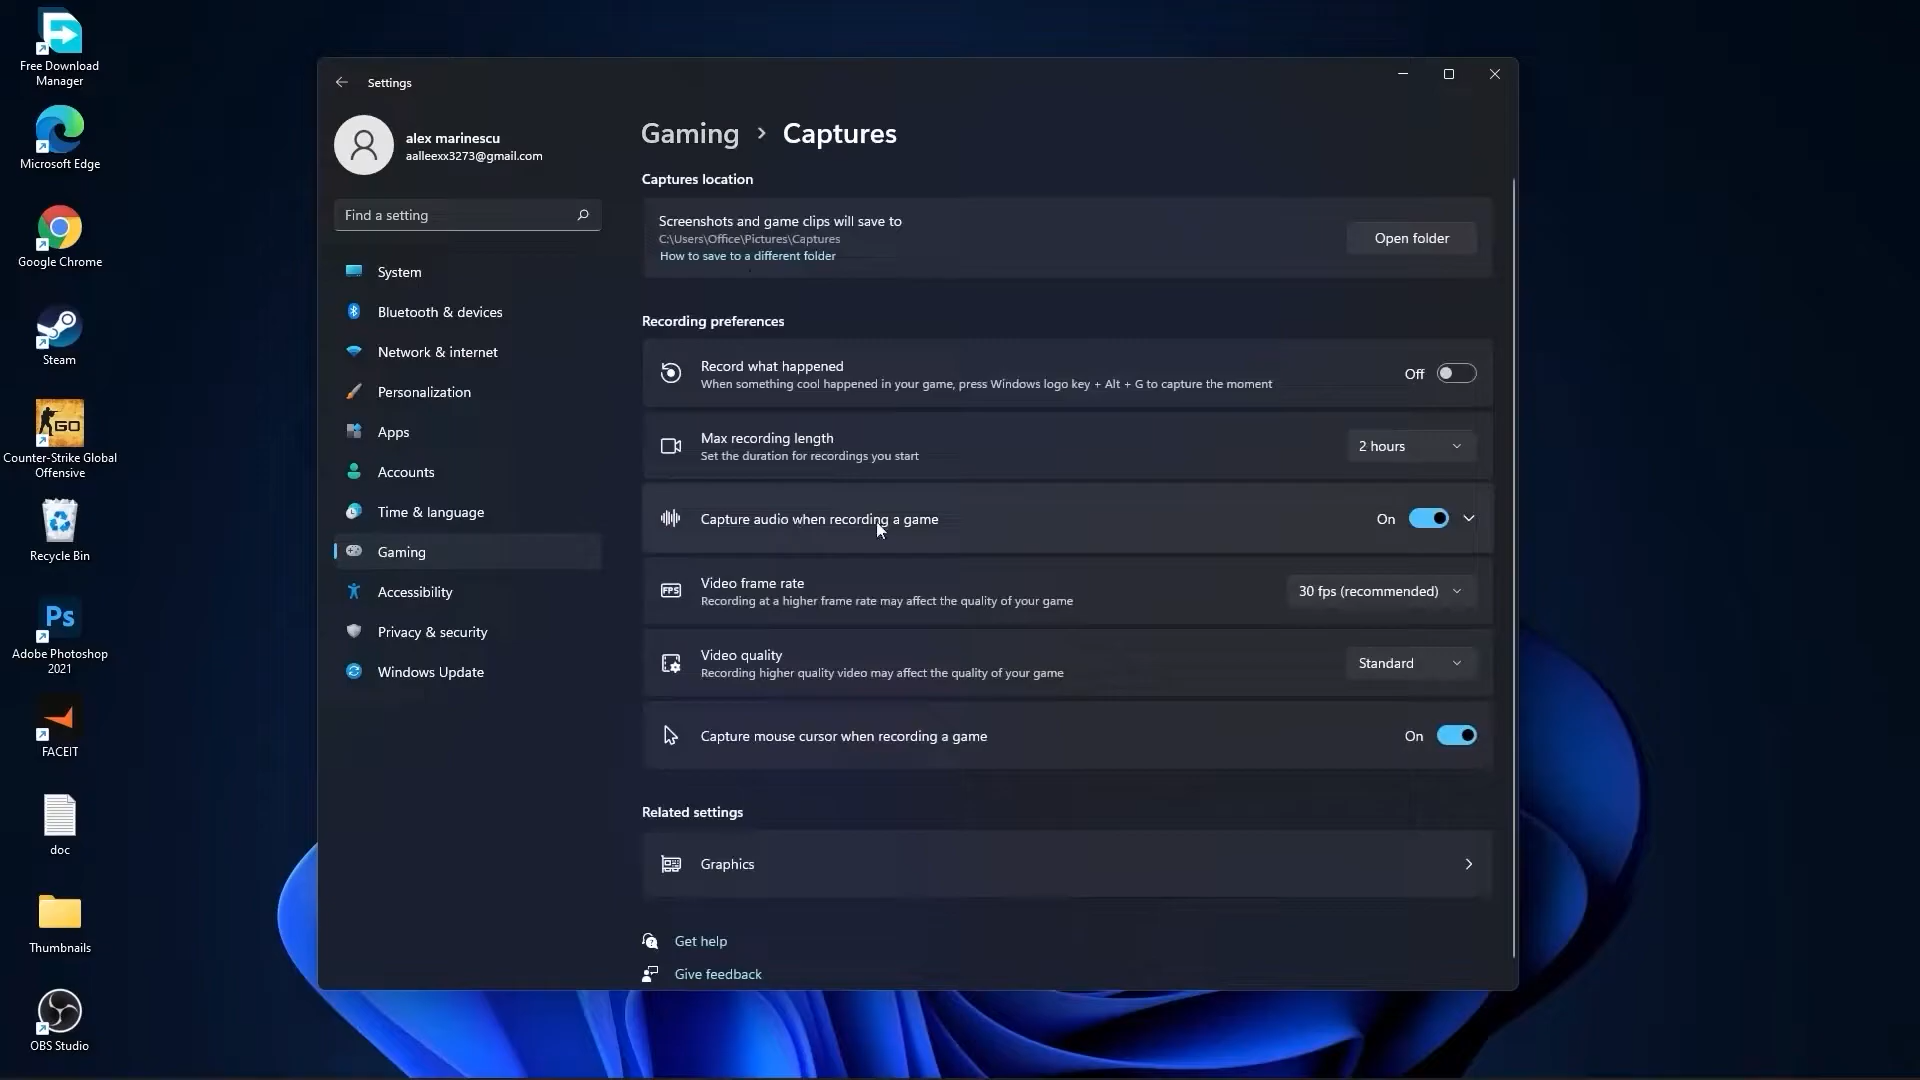 Free Download
Manager
Microsoft Edge
Google Chrome
Steam
GO
Counter-Strike Global
Offensive
Recycle Bin
Ps
Adobe Photoshop
2021
FACEIT
doc
Thumbnails
OBS Studio
Settings
alex marinescu
aalleexx3273@gmail.com
Find a setting
System
Bluetooth & devices
Network & internet
Personalization
Apps
Accounts
Time & language
Gaming
Accessibility
Privacy & security
Windows Update
Gaming › Captures
Captures location
Screenshots and game clips will save to
C:\Users\Office\Pictures\Captures
How to save to a different folder
Open folder
Recording preferences
Record what happened
When something cool happened in your game, press Windows logo key + Alt + G to capture the moment
Off
Max recording length
Set the duration for recordings you start
2 hours
Capture audio when recording a game
On
FPS
Video frame rate
Recording at a higher frame rate may affect the quality of your game
30 fps (recommended)
Video quality
Recording higher quality video may affect the quality of your game
Standard
Capture mouse cursor when recording a game
On
Related settings
Graphics
Get help
Give feedback